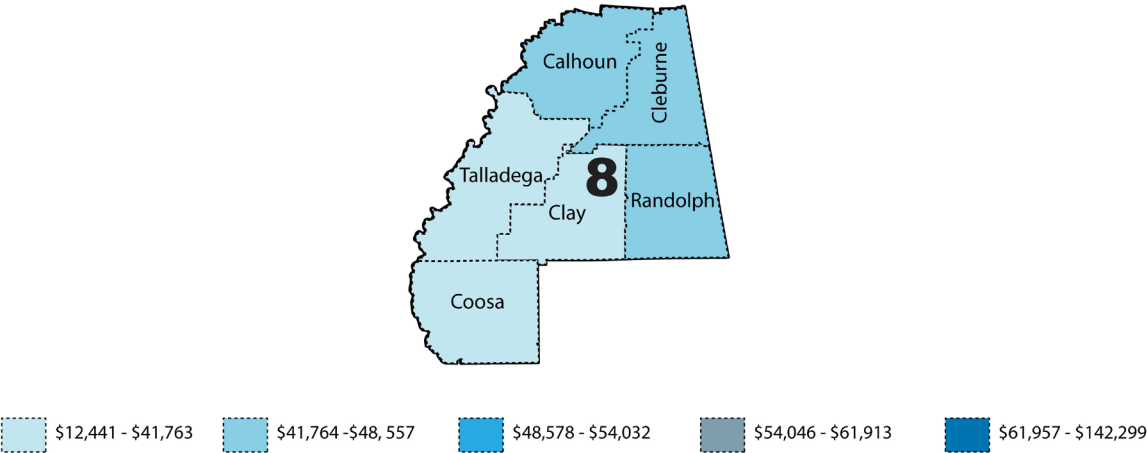 Calhoun
Cleburne
Talladega
8
Clay
Randolph
Coosa
$12,441 - $41,763
$41,764 -$48, 557
$48,578 - $54,032
$54,046 - $61,913
$61,957 - $142,299